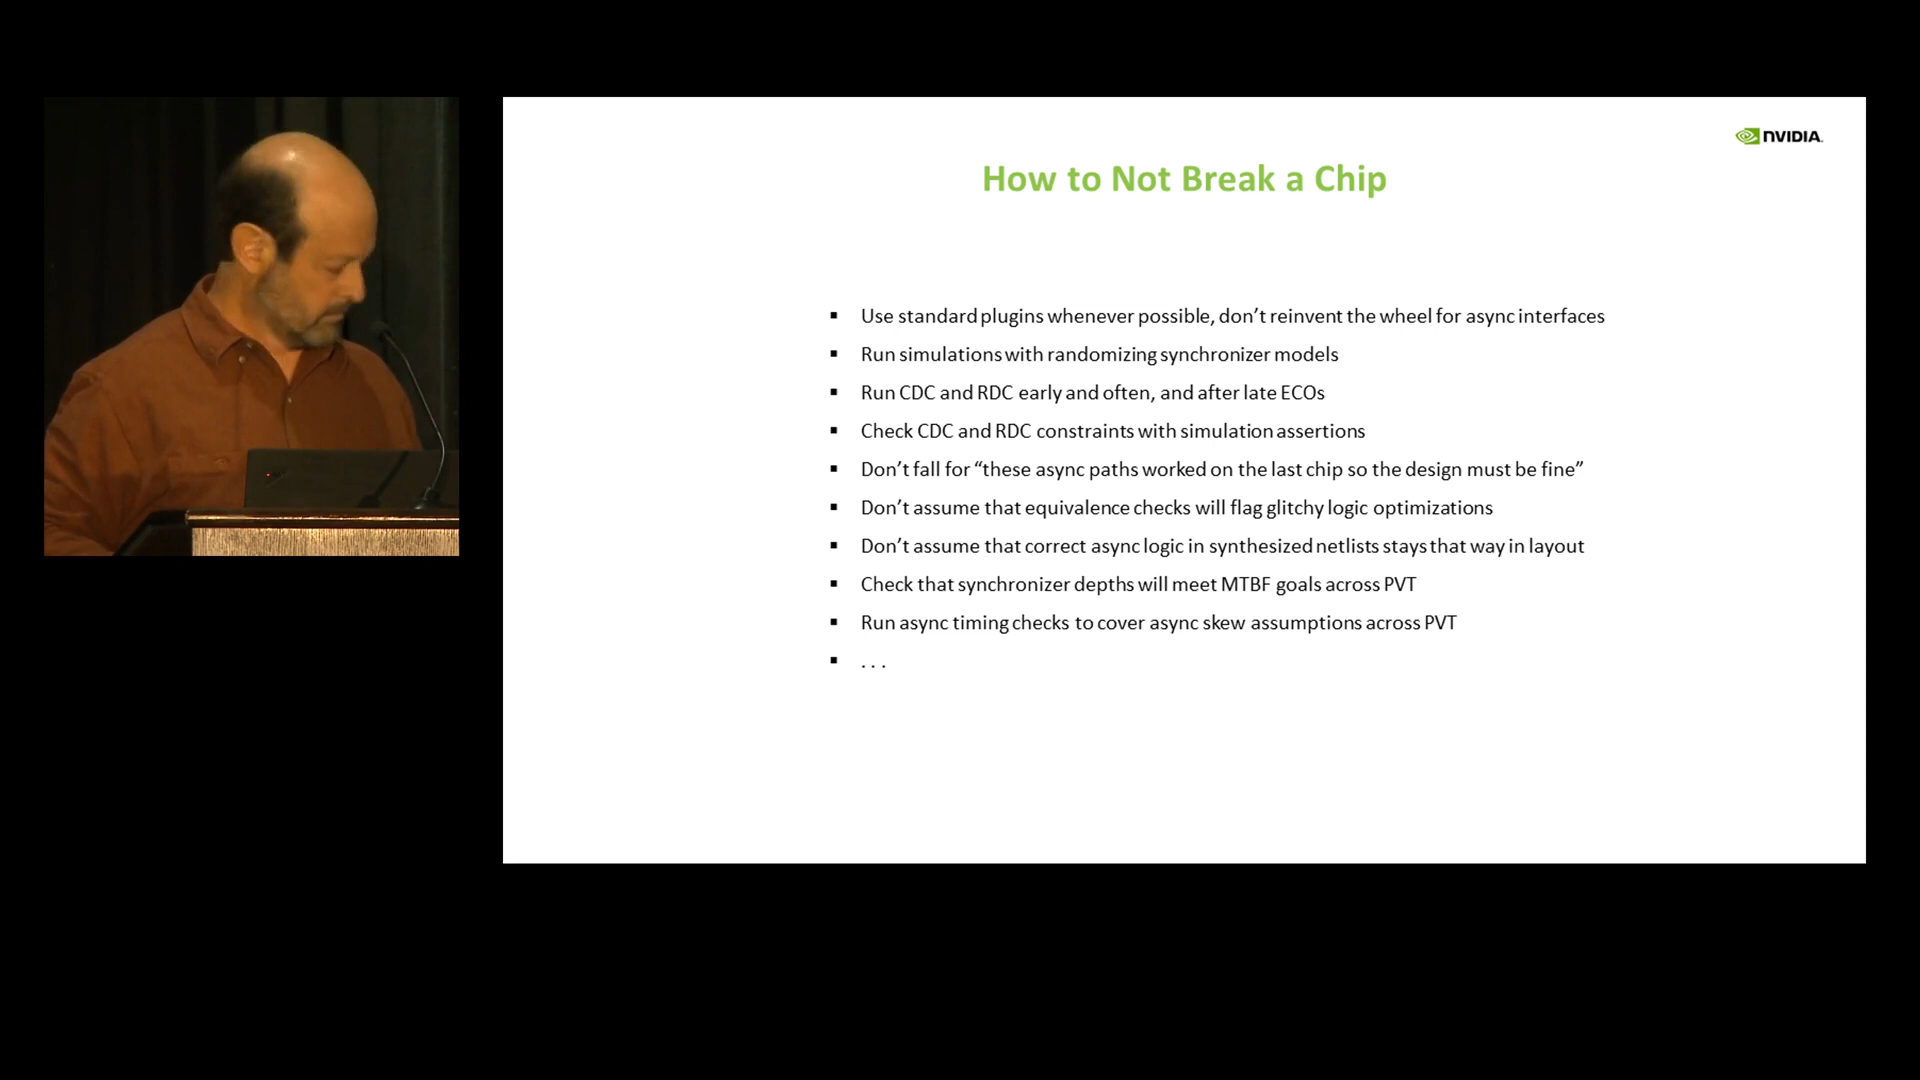 NVIDIA.
How to Not Break a Chip
▪ Use standard plugins whenever possible, don’t reinvent the wheel for async interfaces
▪ Run simulations with randomizing synchronizer models
▪ Run CDC and RDC early and often, and after late ECOs
▪ Check CDC and RDC constraints with simulation assertions
▪ Don’t fall for “these async paths worked on the last chip so the design must be fine”
▪ Don’t assume that equivalence checks will flag glitchy logic optimizations
▪ Don’t assume that correct async logic in synthesized netlists stays that way in layout
▪ Check that synchronizer depths will meet MTBF goals across PVT
▪ Run async timing checks to cover async skew assumptions across PVT
▪ . . .